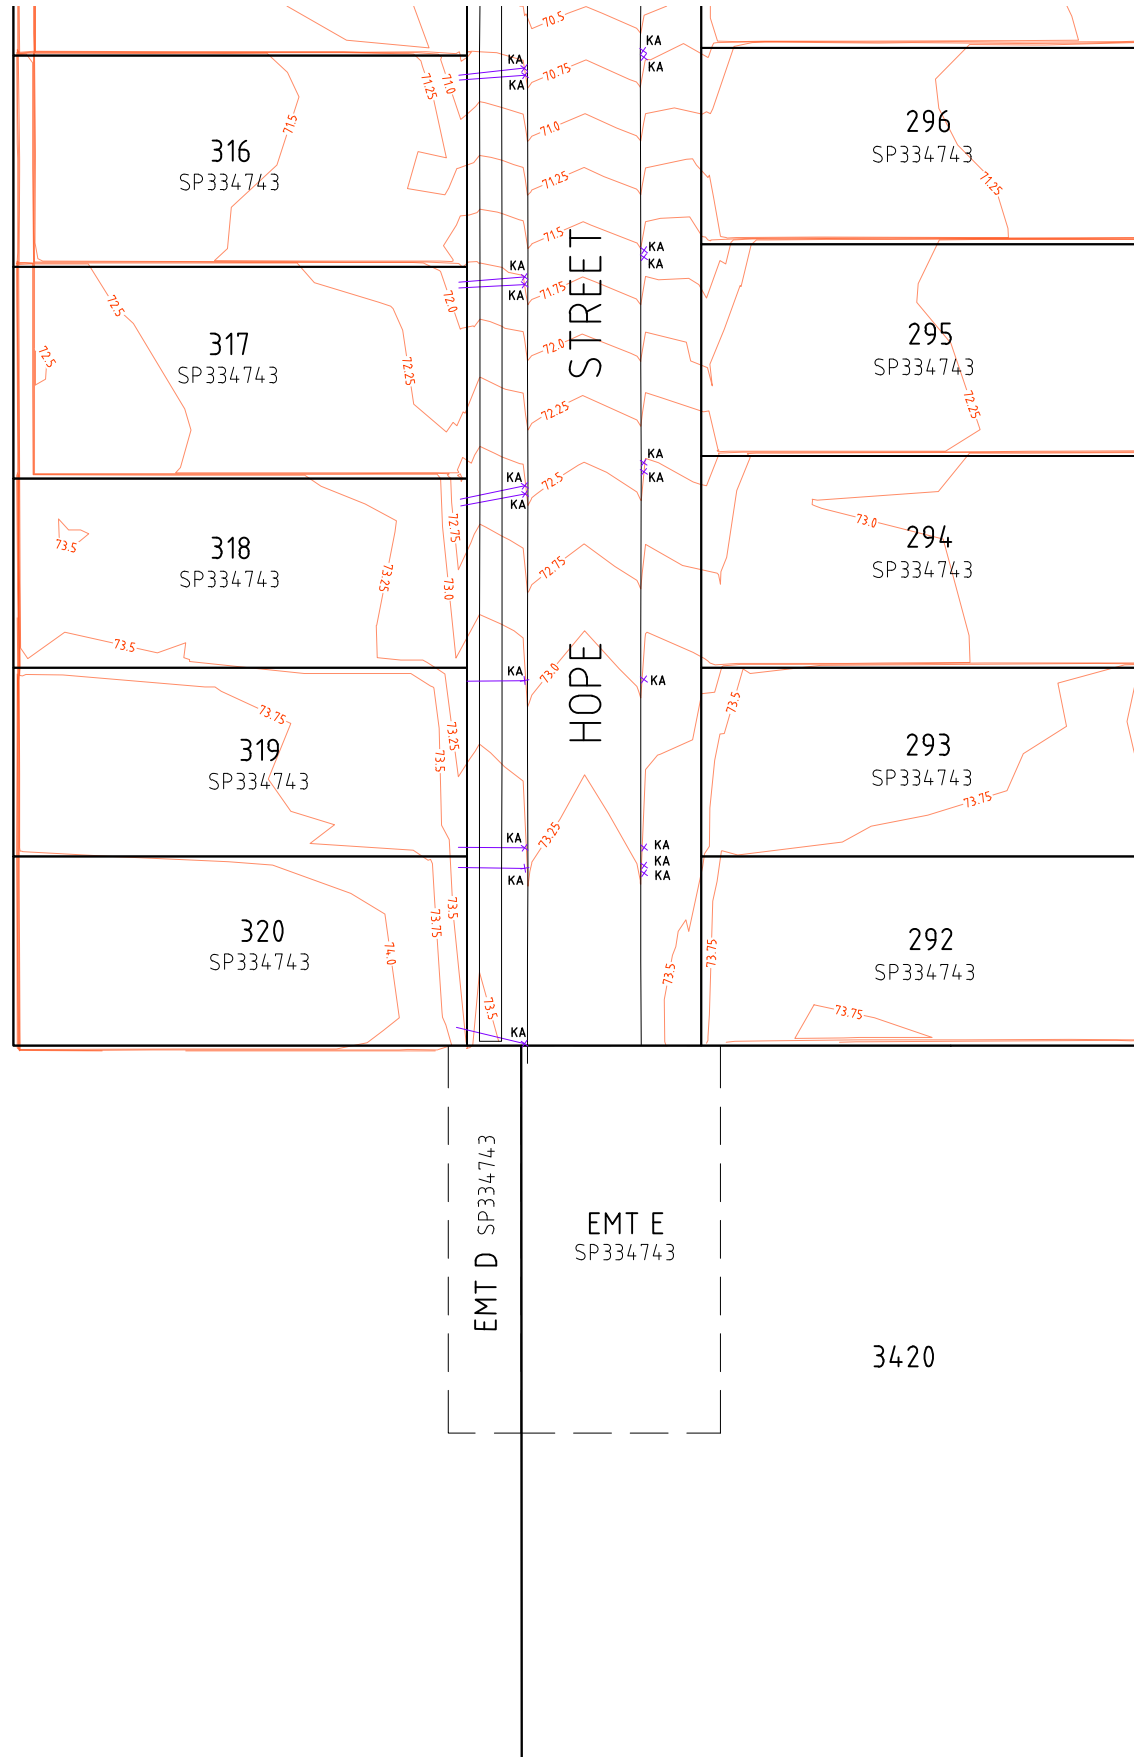 70.5
KA
KA
KA
KA
70.75
71.0
71.25
71.5
316
SP334743
71.0
296
SP334743
71.25
71.25
71.5
STREET
KA
KA
KA
KA
71.75
72.5
72.0
317
SP334743
72.0
295
SP334743
72.5
72.25
72.25
72.25
KA
KA
KA
KA
72.5
73.0
72.75
318
SP334743
73.5
294
SP334743
72.75
73.25
73.0
73.5
HOPE
KA
KA
73.0
73.5
73.75
73.25
319
SP334743
73.5
293
SP334743
73.75
73.25
KA
KA
KA
KA
KA
73.5
73.75
320
SP334743
74.0
292
SP334743
73.75
73.5
73.5
73.75
KA
EMT D SP334743
EMT E
SP334743
3420